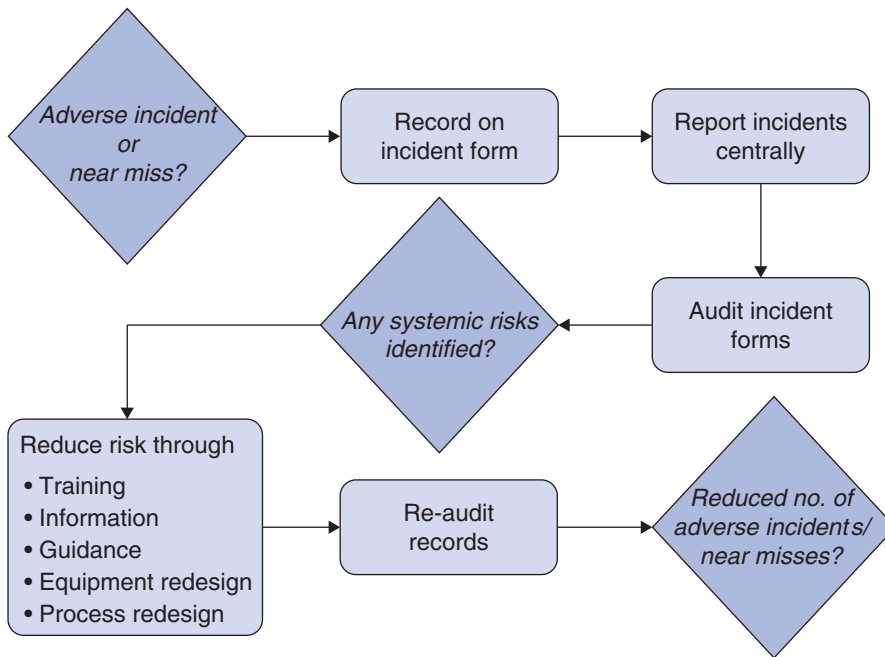 Adverse incident
or
near miss?
Record on
incident form
Report incidents
centrally
Audit incident
forms
Any systemic risks
identified?
Reduce risk through
• Training
• Information
• Guidance
• Equipment redesign
• Process redesign
Re-audit
records
Reduced no. of
adverse incidents/
near misses?